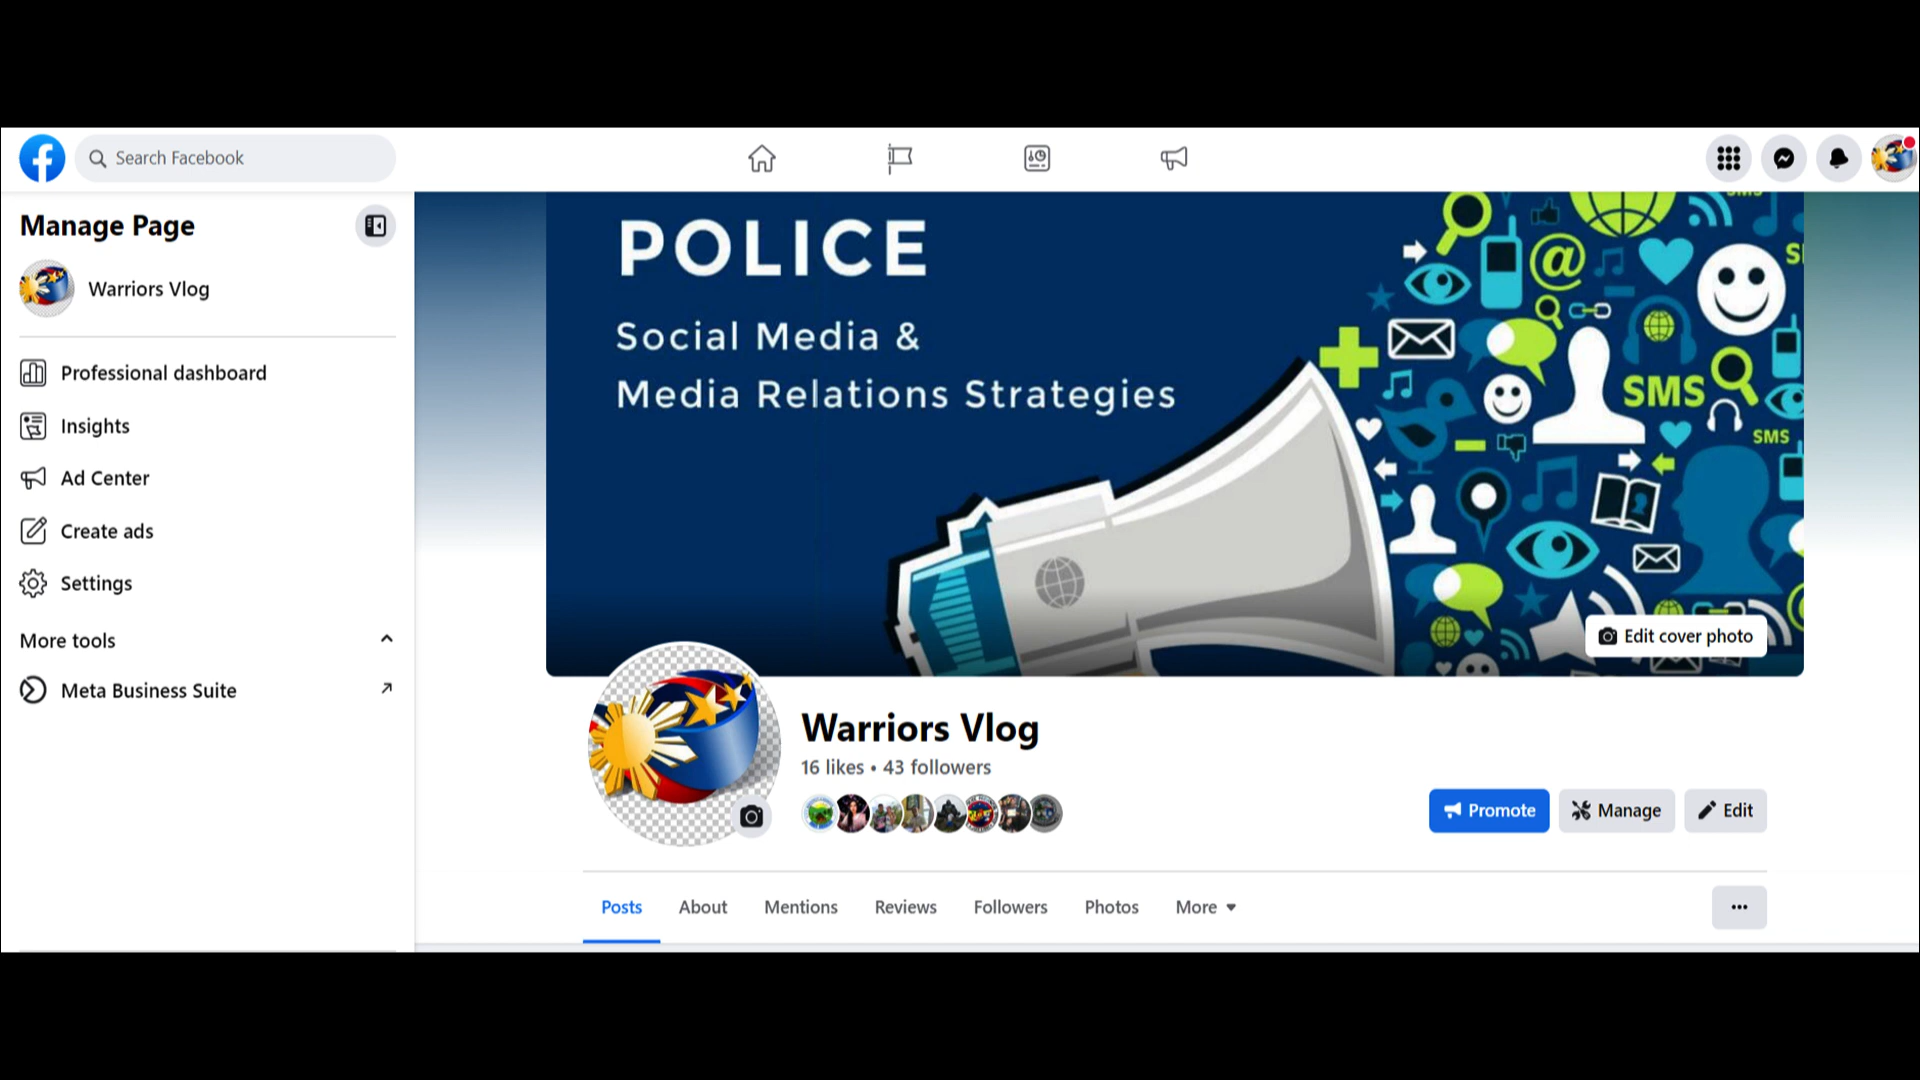 Search Facebook
Manage Page
Warriors Vlog
Professional dashboard
Insights
Ad Center
Create ads
Settings
More tools
Meta Business Suite
POLICE
Social Media &
Media Relations Strategies
@
SMS
SMS
Edit cover photo
Warriors Vlog
16 likes • 43 followers
Promote
Manage
Edit
Posts
About
Mentions
Reviews
Followers
Photos
More